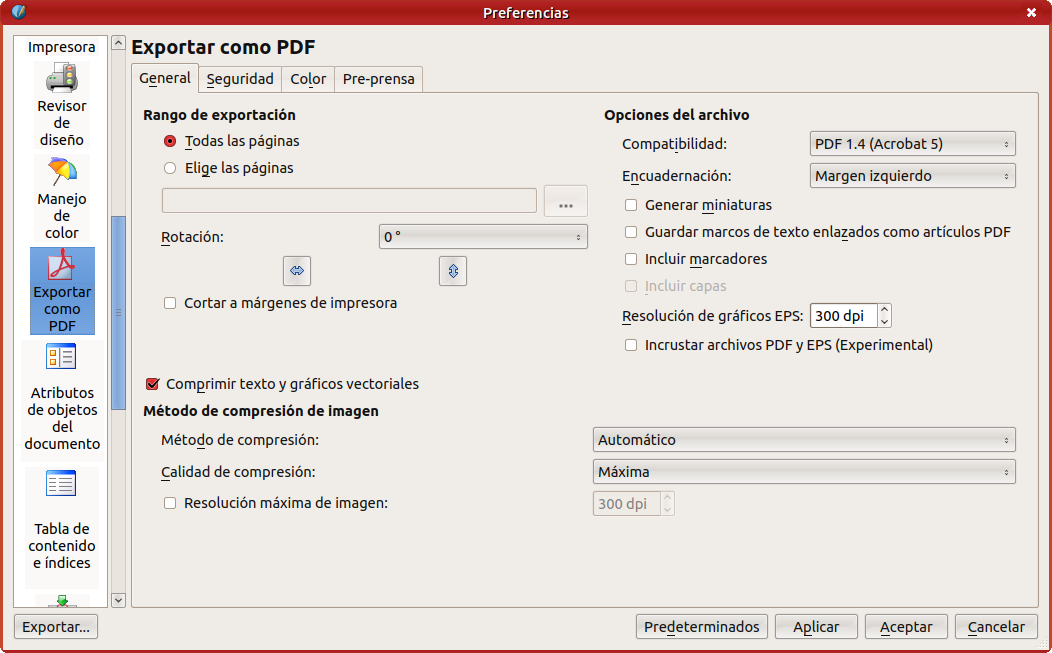 Preferencias
Impresora
Revisor
de
diseño
Manejo
de
color
Exportar
como
PDF
Atributos
de objetos
del
documento
Tabla de
contenido
e índices
Exportar como PDF
General
Seguridad
Color
Pre-prensa
Rango de exportación
Todas las páginas
Elige las páginas
...
Rotación:
0 °
Cortar a márgenes de impresora
Opciones del archivo
Compatibilidad:
PDF 1.4 (Acrobat 5)
Encuadernación:
Margen izquierdo
Generar miniaturas
Guardar marcos de texto enlazados como artículos PDF
Incluir marcadores
Incluir capas
Resolución de gráficos EPS:
300 dpi
Incrustar archivos PDF y EPS (Experimental)
Comprimir texto y gráficos vectoriales
Método de compresión de imagen
Método de compresión:
Automático
Calidad de compresión:
Máxima
Resolución máxima de imagen:
300 dpi
Exportar...
Predeterminados
Aplicar
Aceptar
Cancelar